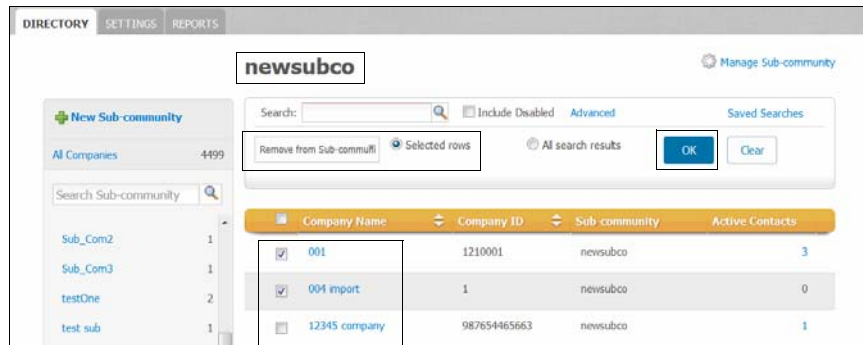 DIRECTORY SETTINGS REPORTS
newsubco
Manage Sub-community
New Sub-community
All Companies 4499
Search Sub-community
Sub_Com2 1
Sub_Com3 1
testOne 2
test sub 1
Search: Include Disabled Advanced Saved Searches
Remove from Sub-commuffi Selected rows All search results OK Clear
Company Name Company ID Sub-community Active Contacts
001 1210001 newsubco 3
004 import 1 newsubco 0
12345 company 987654465663 newsubco 1